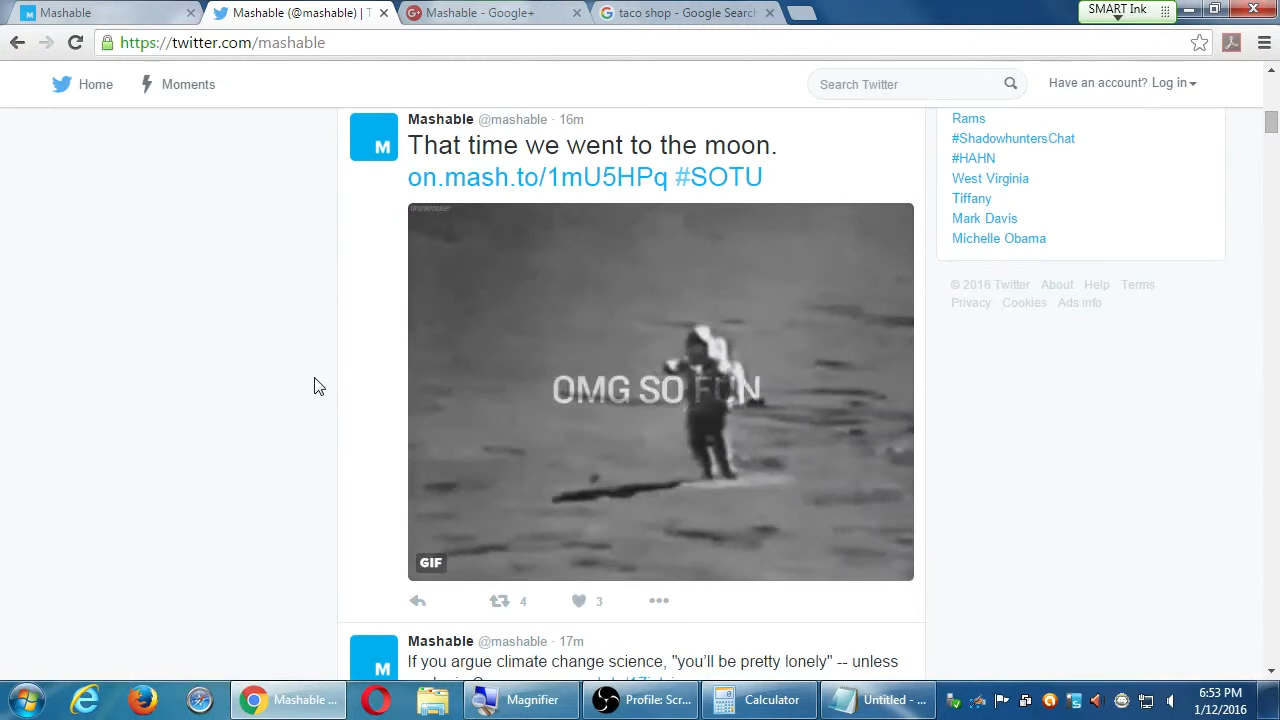 Mashable
Mashable (@mashable) | T
Mashable - Google+
taco shop - Google Search
SMART Ink
https://twitter.com/mashable
Home
Moments
Search Twitter
Have an account? Log in
Mashable @mashable · 16m
That time we went to the moon.
on.mash.to/1mU5HPq #SOTU
OMG SO FUN
GIF
4
3
Mashable @mashable · 17m
If you argue climate change science, "you'll be pretty lonely" -- unless
Rams
#ShadowhuntersChat
#HAHN
West Virginia
Tiffany
Mark Davis
Michelle Obama
© 2016 Twitter About Help Terms
Privacy Cookies Ads info
Mashable ...
Magnifier
Profile: Scr...
Calculator
Untitled - ...
6:53 PM
1/12/2016